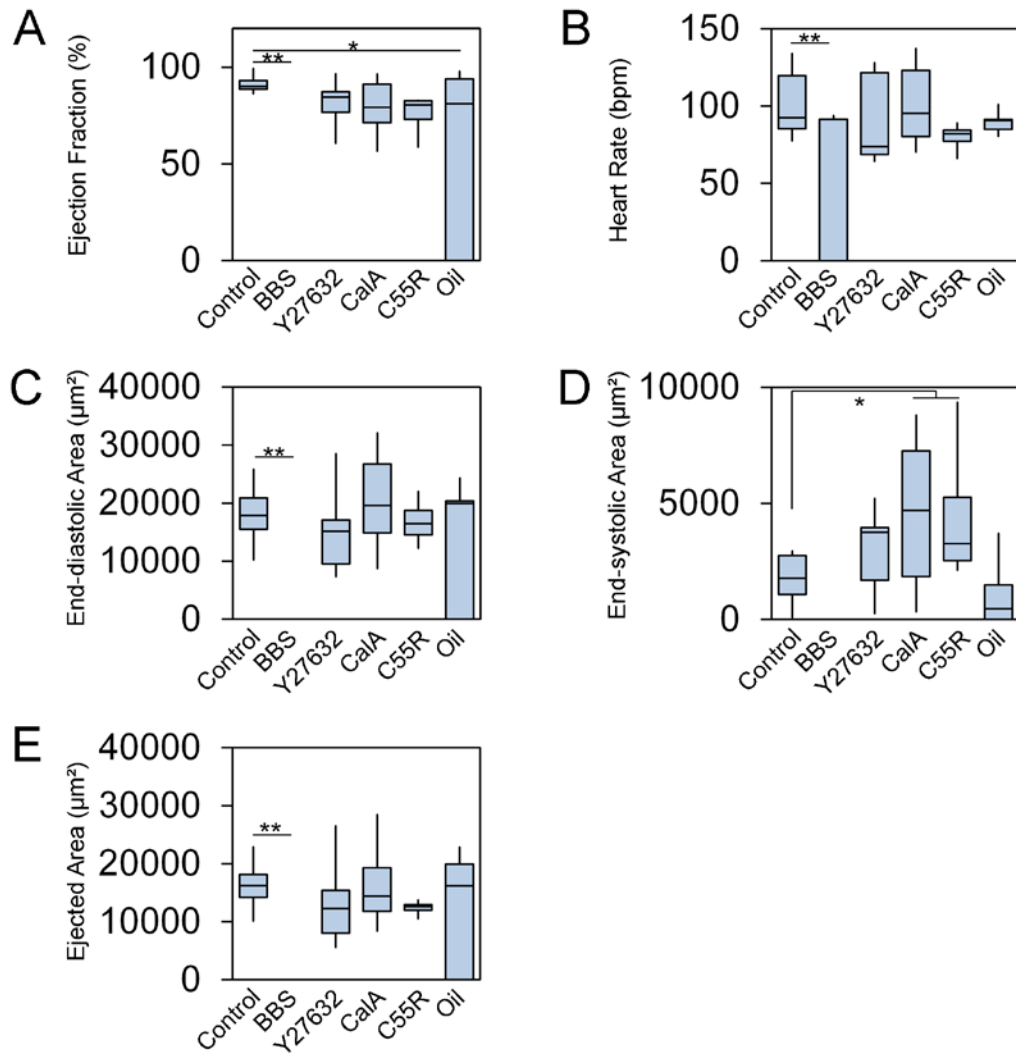 A
Ejection Fraction (%)
100
50
0
*
**
Control
BBS
Y27632
CalA
C55R
Oil
B
Heart Rate (bpm)
150
100
50
0
**
Control
BBS
Y27632
CalA
C55R
Oil
C
End-diastolic Area (µm²)
40000
30000
20000
10000
0
**
Control
BBS
Y27632
CalA
C55R
Oil
D
End-systolic Area (µm²)
10000
5000
0
*
Control
BBS
Y27632
CalA
C55R
Oil
E
Ejected Area (µm²)
40000
30000
20000
10000
0
**
Control
BBS
Y27632
CalA
C55R
Oil